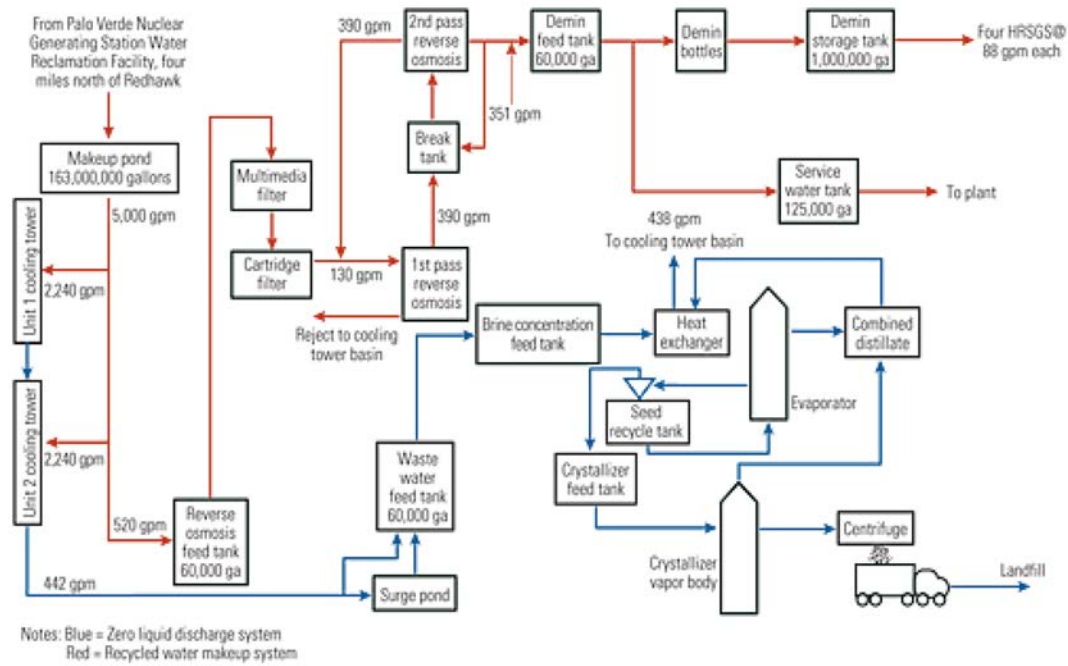 From Palo Verde Nuclear
Generating Station Water
Reclamation Facility, four
miles north of Redhawk
Makeup pond
163,000,000 gallons
5,000 gpm
Unit 1 cooling tower
2,240 gpm
Unit 2 cooling tower
2,240 gpm
520 gpm
442 gpm
Reverse
osmosis
feed tank
60,000 ga
Multimedia
filter
Cartridge
filter
130 gpm
390 gpm
1st pass
reverse
osmosis
Reject to cooling
tower basin
390 gpm
Break
tank
2nd pass
reverse
osmosis
351 gpm
Demin
feed tank
60,000 ga
Demin
bottles
Demin
storage tank
1,000,000 ga
Four HRSGS@
88 gpm each
Service
water tank
125,000 ga
To plant
438 gpm
To cooling tower basin
Brine concentration
feed tank
Heat
exchanger
Combined
distillate
Evaporator
Seed
recycle tank
Crystallizer
feed tank
Waste
water
feed tank
60,000 ga
Surge pond
Crystallizer
vapor body
Centrifuge
Landfill
Notes: Blue = Zero liquid discharge system
Red = Recycled water makeup system